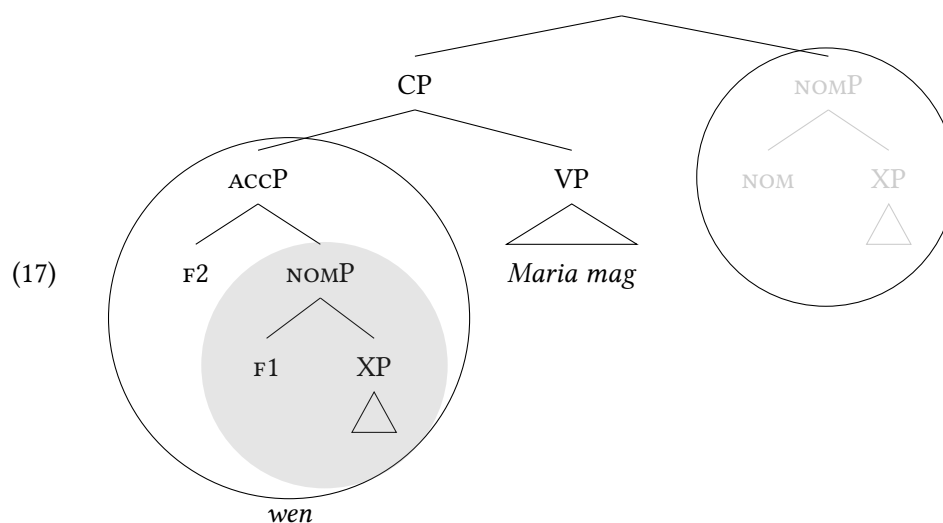 CP
NOMP
ACCP
VP
NOM
XP
(17)
F2
NOMP
Maria mag
F1
XP
wen